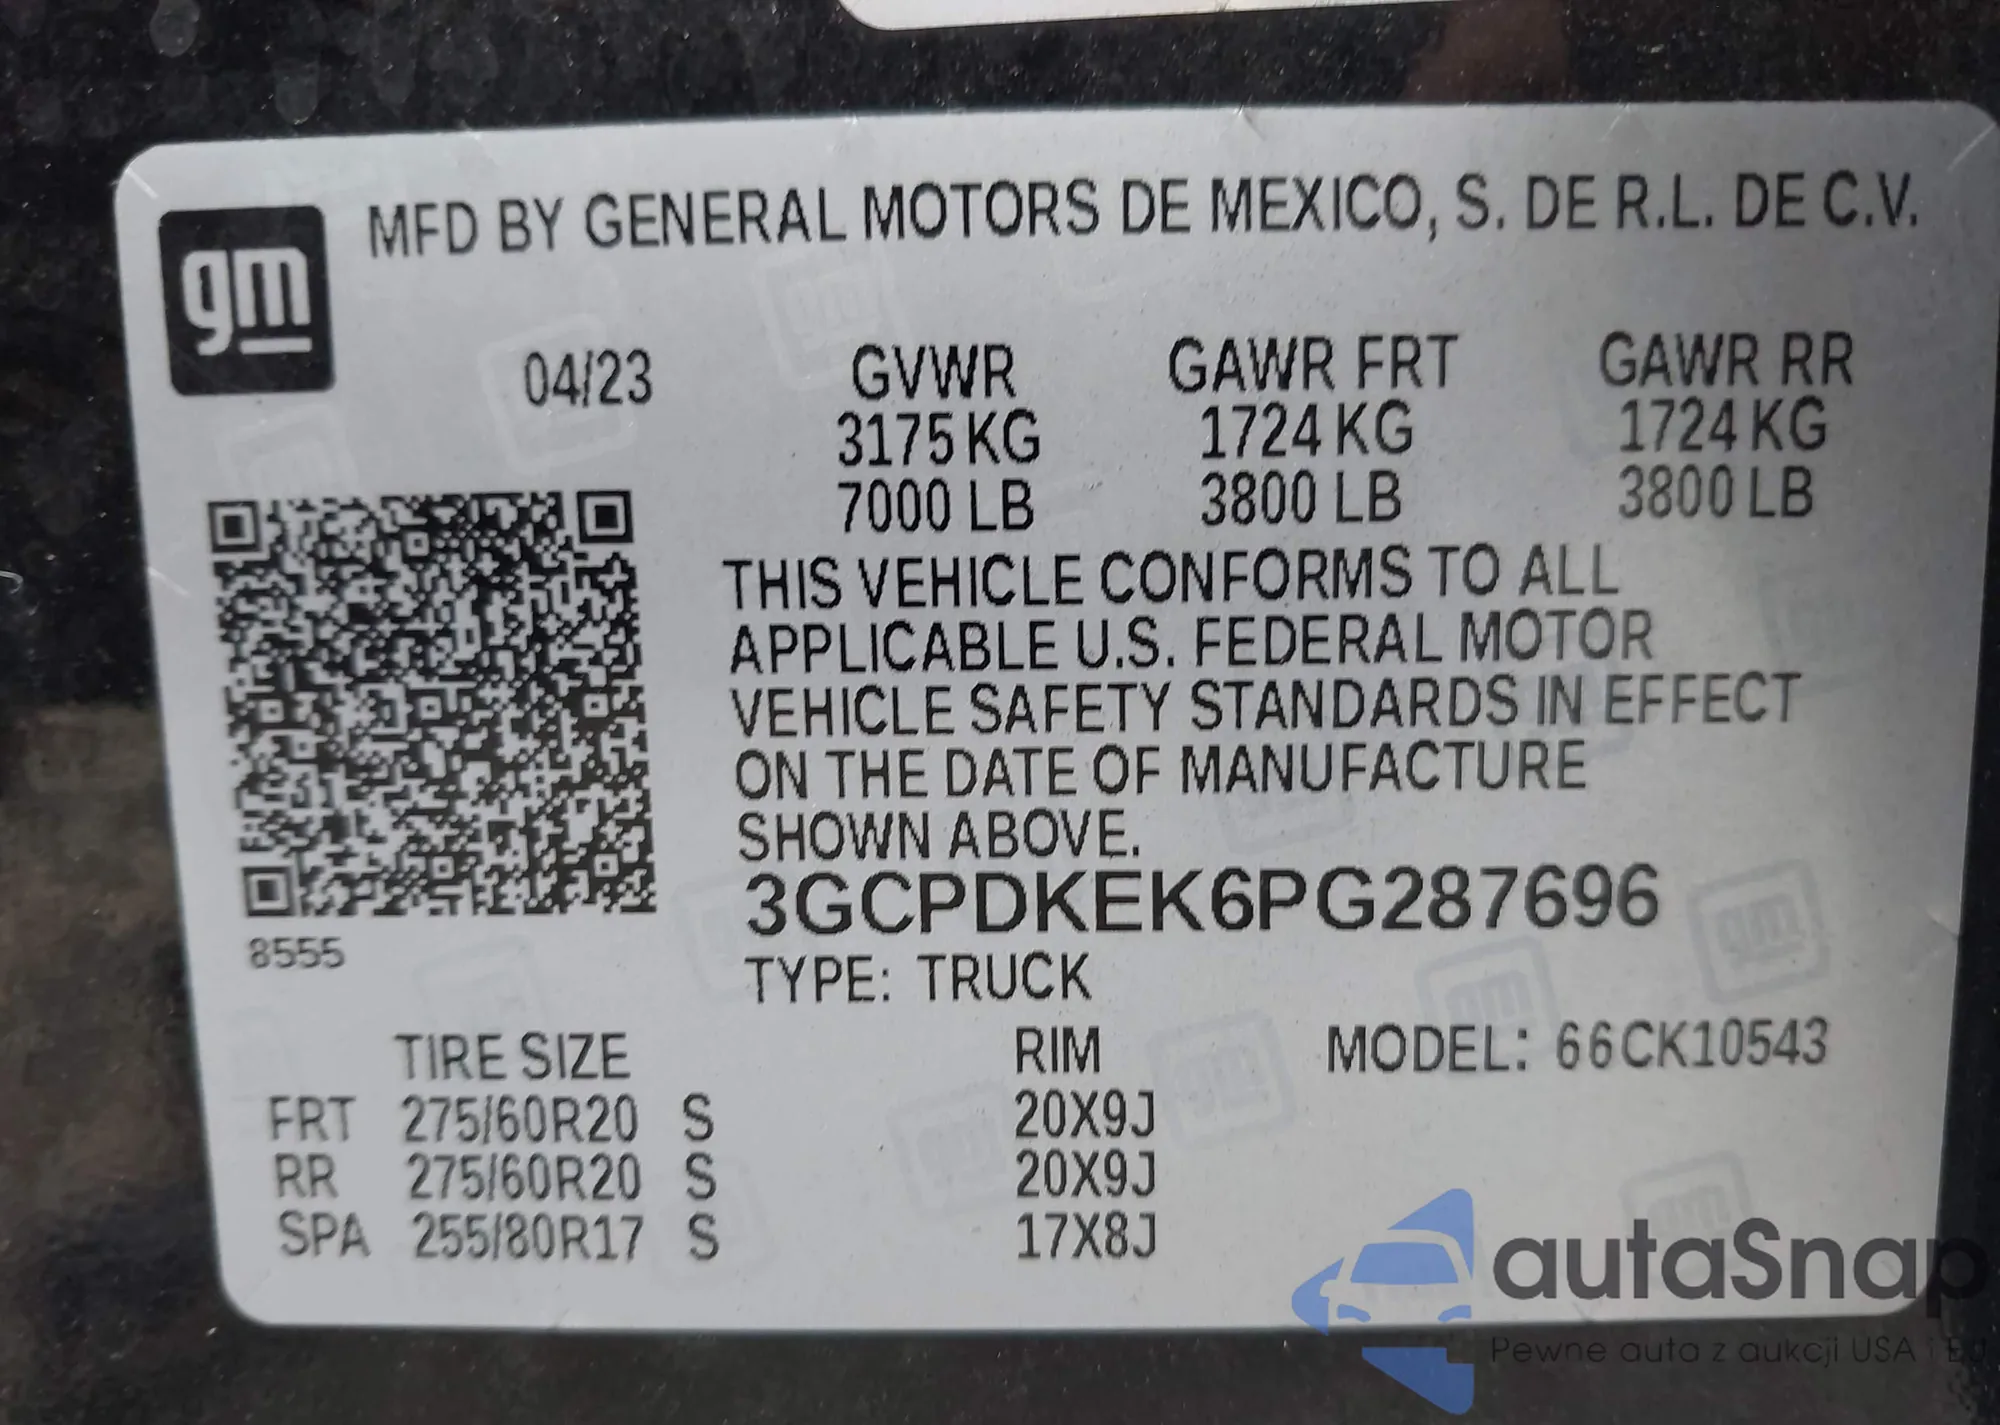 gm
MFD BY GENERAL MOTORS DE MEXICO, S. DE R.L. DE C.V.
04/23 GVWR GAWR FRT GAWR RR
3175 KG 1724 KG 1724 KG
7000 LB 3800 LB 3800 LB
THIS VEHICLE CONFORMS TO ALL
APPLICABLE U.S. FEDERAL MOTOR
VEHICLE SAFETY STANDARDS IN EFFECT
ON THE DATE OF MANUFACTURE
SHOWN ABOVE.
3GCPDKEK6PG287696
8555
TYPE: TRUCK
TIRE SIZE RIM MODEL: 66CK10543
FRT 275/60R20 S 20X9J
RR 275/60R20 S 20X9J
SPA 255/80R17 S 17X8J
autaSnap
Pewne auta z aukcji USA i EU